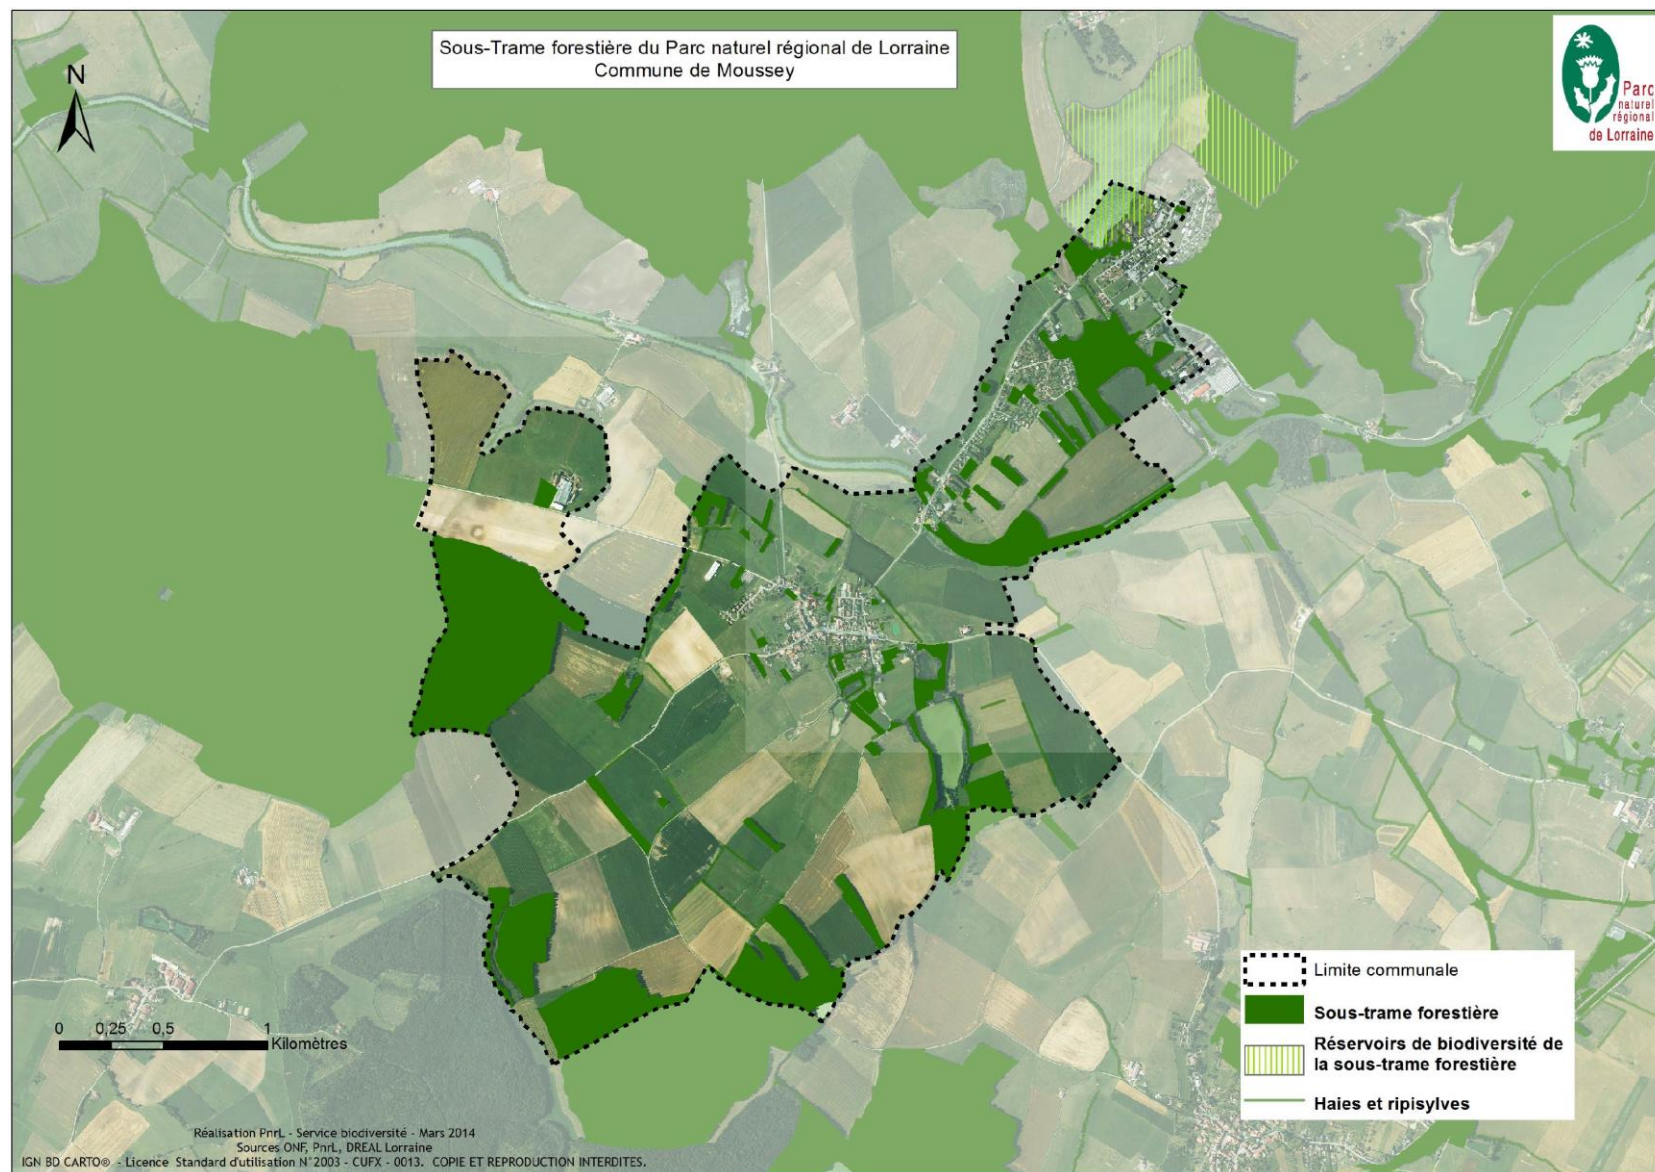 Sous-Trame forestière du Parc naturel régional de Lorraine
Commune de Moussey
N
Parc
naturel
régional
de Lorraine
Limite communale
Sous-trame forestière
Réservoirs de biodiversité de
la sous-trame forestière
Haies et ripisylves
0 0,25 0,5 1
Kilomètres
Réalisation PnrL - Service biodiversité - Mars 2014
Sources ONF, PnrL, DREAL Lorraine
IGN BD CARTO® - Licence Standard d'utilisation N°2003 - CUFX - 0013. COPIE ET REPRODUCTION INTERDITES.